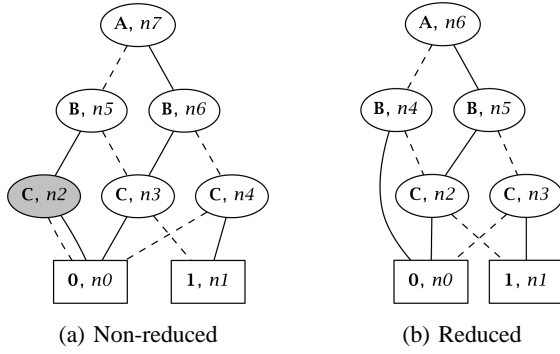 A, n7
A, n6
B, n5
B, n6
B, n4
B, n5
C, n2
C, n3
C, n4
C, n2
C, n3
0, n0
1, n1
0, n0
1, n1
(a) Non-reduced
(b) Reduced